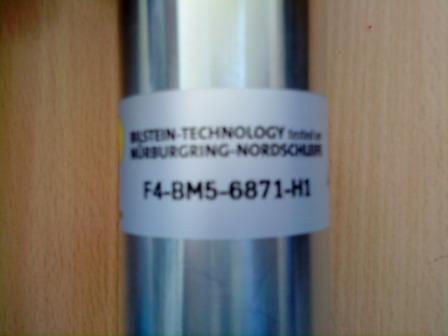 BILSTEIN-TECHNOLOGY tested on
NÜRBURGRING-NORDSCHLEIFE
F4-BM5-6871-H1